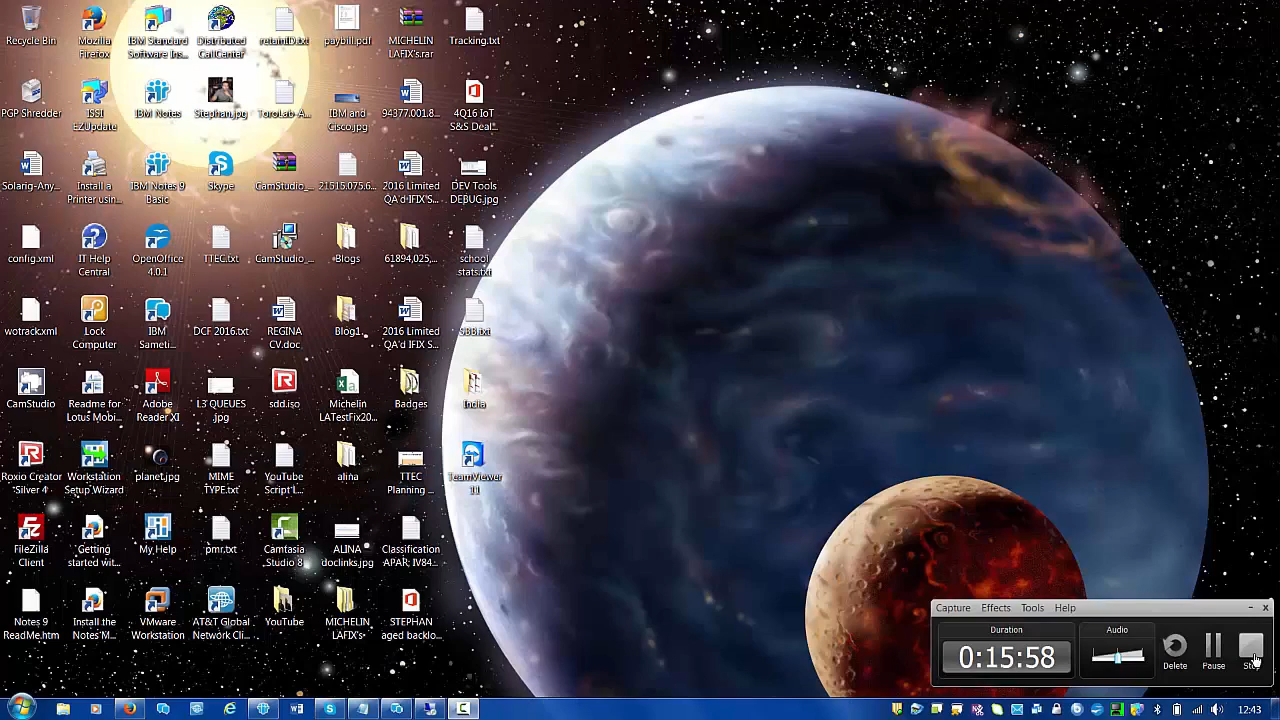 Recycle Bin
Mozilla
Firefox
IBM Standard
Software Ins...
Distributed
CallCenter
retainID.txt
paybill.pdf
MICHELIN
LAFIX's.rar
Tracking.txt
PGP Shredder
ISSI
EZUpdate
IBM Notes
Stephan.jpg
ToroLab-A...
IBM and
Cisco.jpg
94377.001.8...
4Q16 IoT
S&S Deal...
Solarig-Any...
Install a
Printer usin...
IBM Notes 9
Basic
Skype
CamStudio_...
21515.075.6...
2016 Limited
QA'd IFIX'S...
DEV Tools
DEBUG.jpg
config.xml
IT Help
Central
OpenOffice
4.0.1
TTEC.txt
CamStudio_...
Blogs
61894,025,...
school
stats.txt
wotrack.xml
Lock
Computer
IBM
Sameti...
DCF 2016.txt
REGINA
CV.doc
Blog1
2016 Limited
QA'd IFIX S...
SBB.txt
CamStudio
Readme for
Lotus Mobi...
Adobe
Reader XI
L3 QUEUES
.jpg
sdd.iso
Michelin
LATestFix20...
Badges
India
Roxio Creator
Silver 4
Workstation
Setup Wizard
planet.jpg
MIME
TYPE.txt
YouTube
Script L...
alina
TTEC
Planning ...
TeamViewer
11
FileZilla
Client
Getting
started wit...
My Help
pmr.txt
Camtasia
Studio 8
ALINA
doclinks.jpg
Classification
APAR; IV84...
Notes 9
ReadMe.htm
Install the
Notes M...
VMware
Workstation
AT&T Global
Network Cli...
YouTube
MICHELIN
LAFIX's
STEPHAN
aged backlo...
Capture Effects Tools Help
Duration
Audio
0:15:58
Delete
Pause
12:43